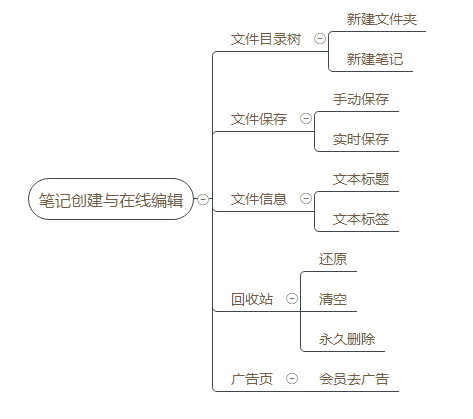 笔记创建与在线编辑
文件目录树
新建文件夹
新建笔记
文件保存
手动保存
实时保存
文件信息
文本标题
文本标签
回收站
还原
清空
永久删除
广告页
会员去广告